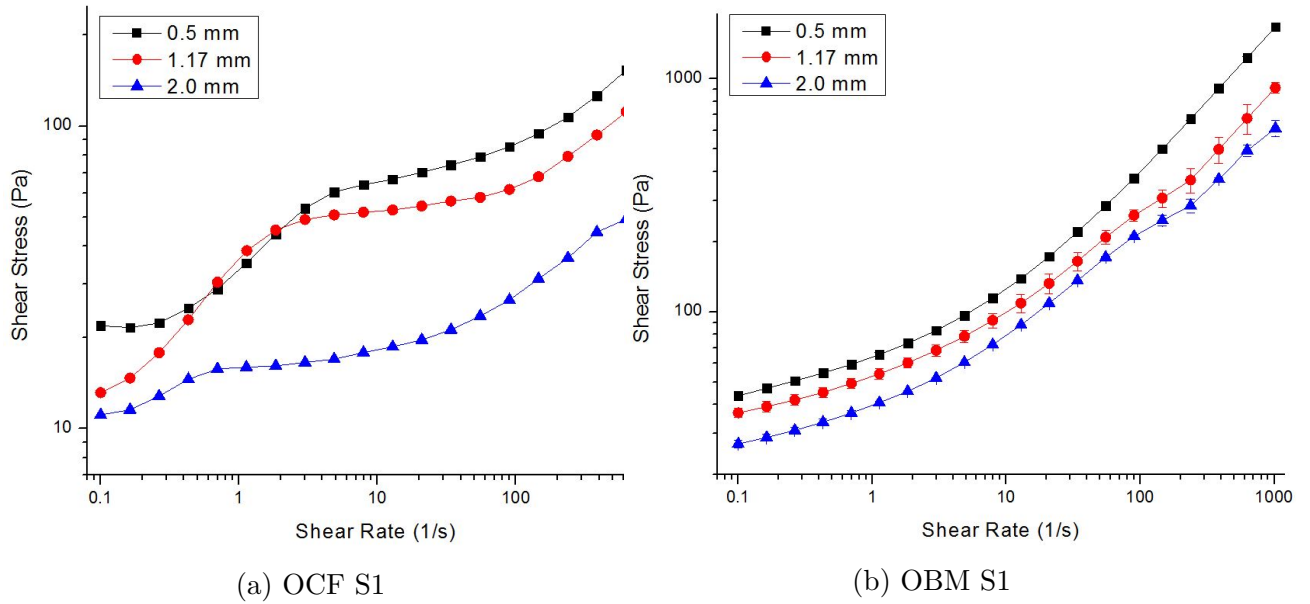 0.5 mm
1.17 mm
2.0 mm
Shear Stress (Pa)
100
10
0.1 1 10 100
Shear Rate (1/s)
(a) OCF S1
0.5 mm
1.17 mm
2.0 mm
Shear Stress (Pa)
1000
100
0.1 1 10 100 1000
Shear Rate (1/s)
(b) OBM S1